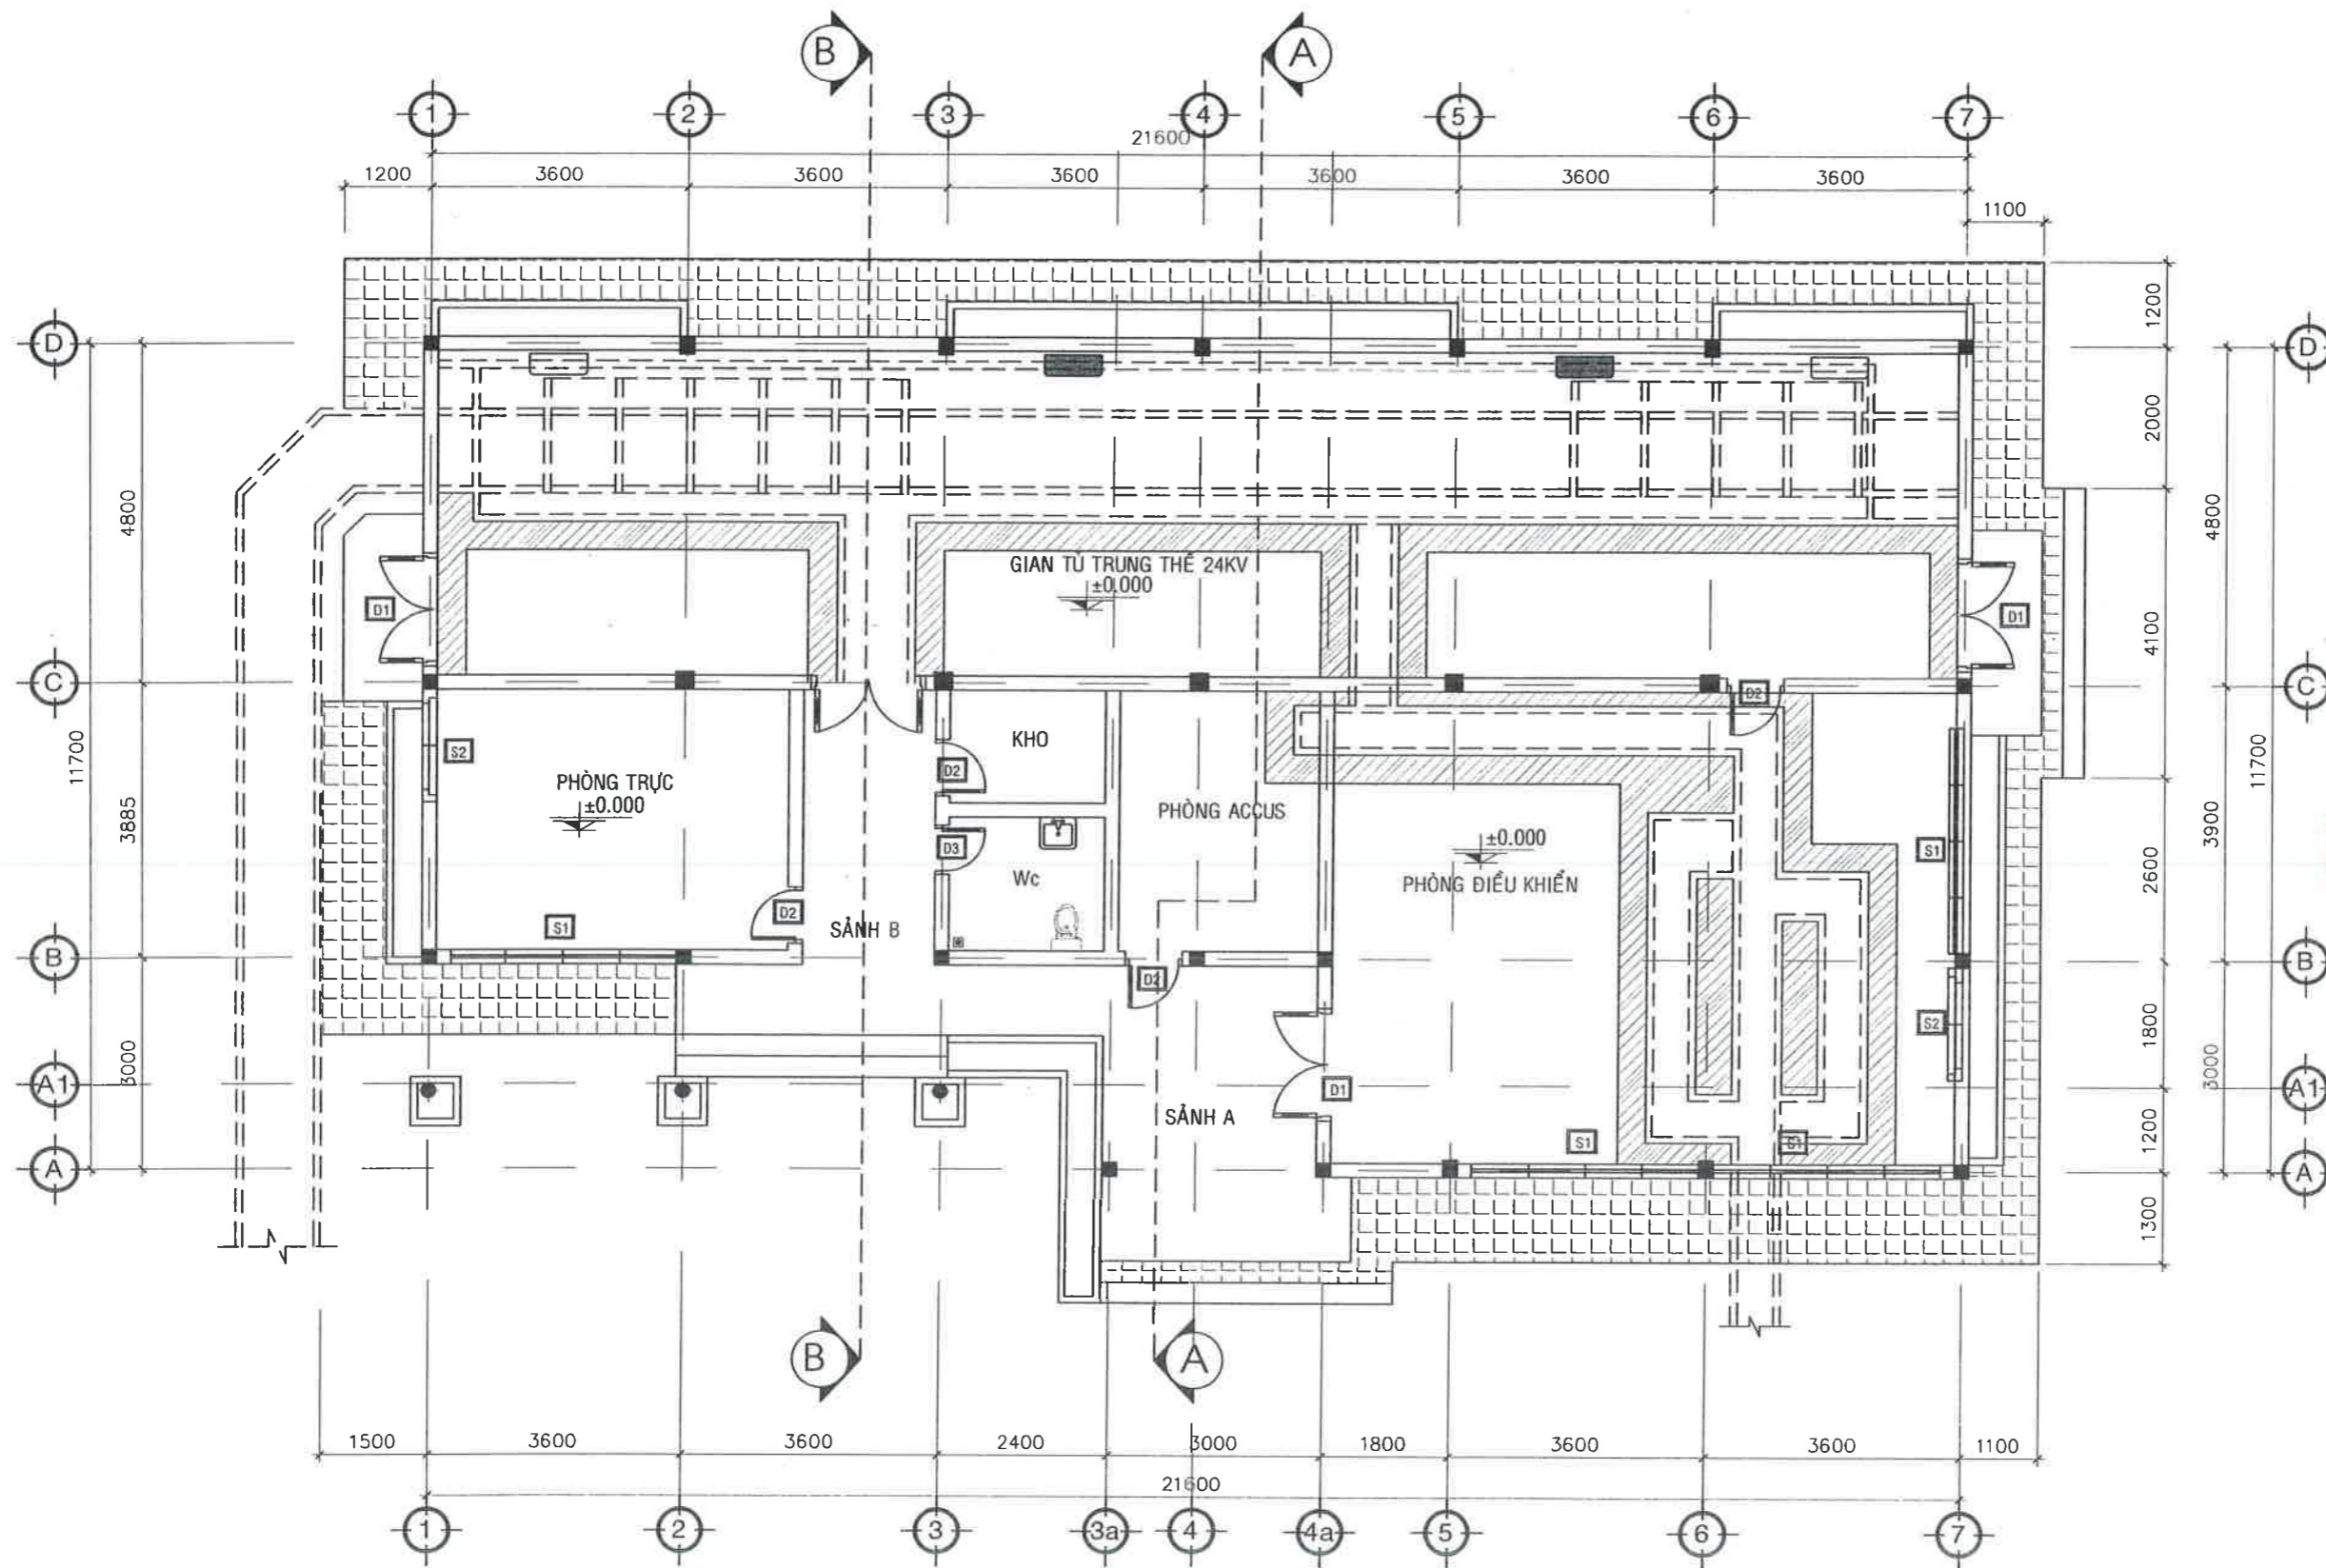 B A
1 2 3 4 5 6 7
21600
1200 3600 3600 3600 3600 3600 3600
1100
D D
1200
2000
4800 4800
GIAN TỦ TRUNG THẾ 24KV
±0.000
D1 D1
4100
C C
D2
S2
KHO
11700 11700
PHÒNG TRỰC
±0.000
D2
3885 3900
PHÒNG ACCUS
±0.000
D3
S1
Wc
PHÒNG ĐIỀU KHIỂN
2600
D2
S1
SẢNH B
B B
D2
S2
1800
3000 3000
A1 A1
D1
SẢNH A
S1 S1
1200
A A
1300
B A
1500 3600 3600 2400 3000 1800 3600 3600 1100
21600
1 2 3 3a 4 4a 5 6 7